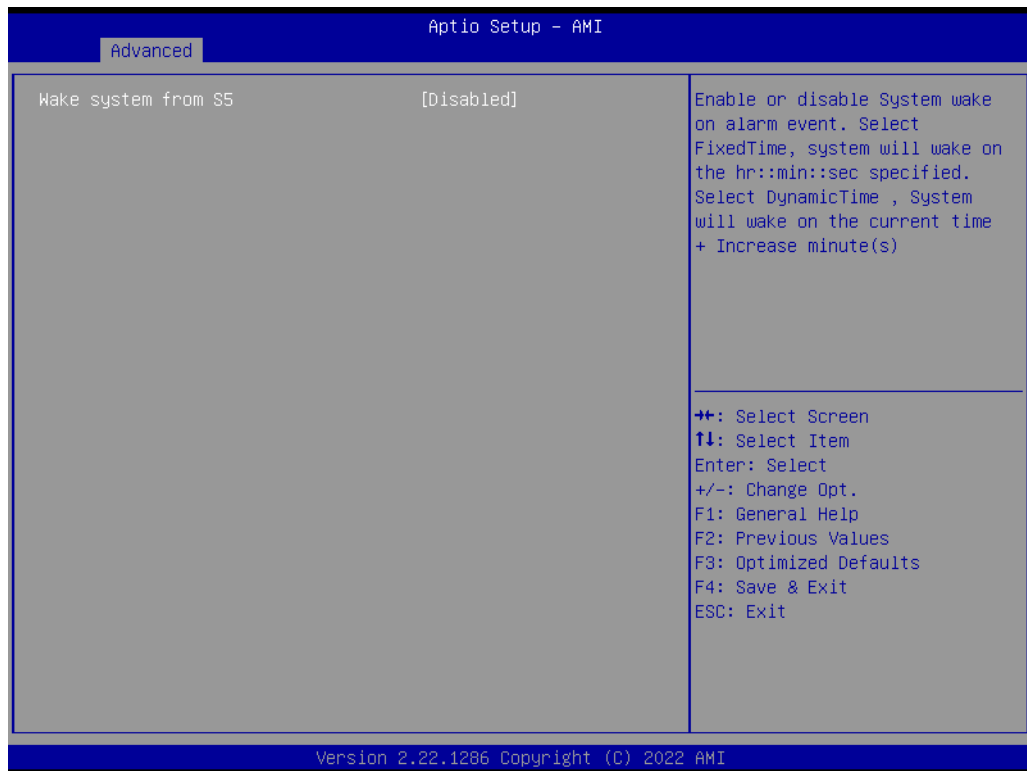 Aptio Setup – AMI
Advanced
Wake system from S5 [Disabled]
Enable or disable System wake
on alarm event. Select
FixedTime, system will wake on
the hr::min::sec specified.
Select DynamicTime , System
will wake on the current time
+ Increase minute(s)
→←: Select Screen
↑↓: Select Item
Enter: Select
+/-: Change Opt.
F1: General Help
F2: Previous Values
F3: Optimized Defaults
F4: Save & Exit
ESC: Exit
Version 2.22.1286 Copyright (C) 2022 AMI